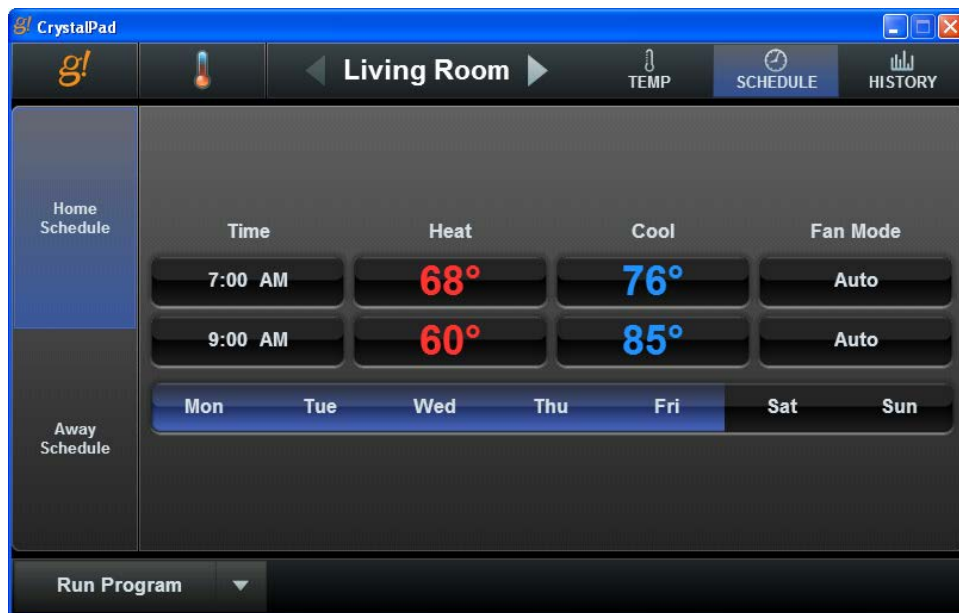 g! CrystalPad
g! Living Room TEMP SCHEDULE HISTORY
Home
Schedule
Time Heat Cool Fan Mode
7:00 AM 68° 76° Auto
9:00 AM 60° 85° Auto
Mon Tue Wed Thu Fri Sat Sun
Away
Schedule
Run Program